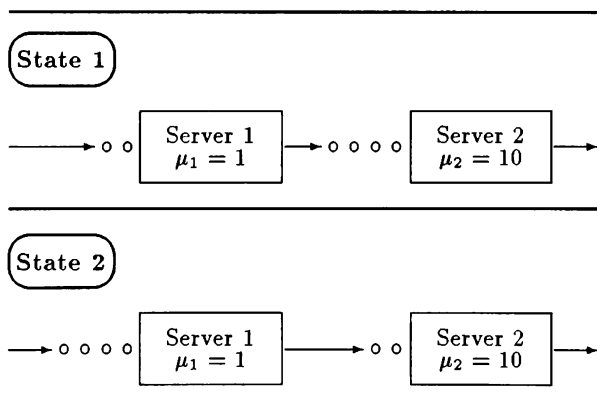 State 1
Server 1
μ₁ = 1
Server 2
μ₂ = 10
State 2
Server 1
μ₁ = 1
Server 2
μ₂ = 10